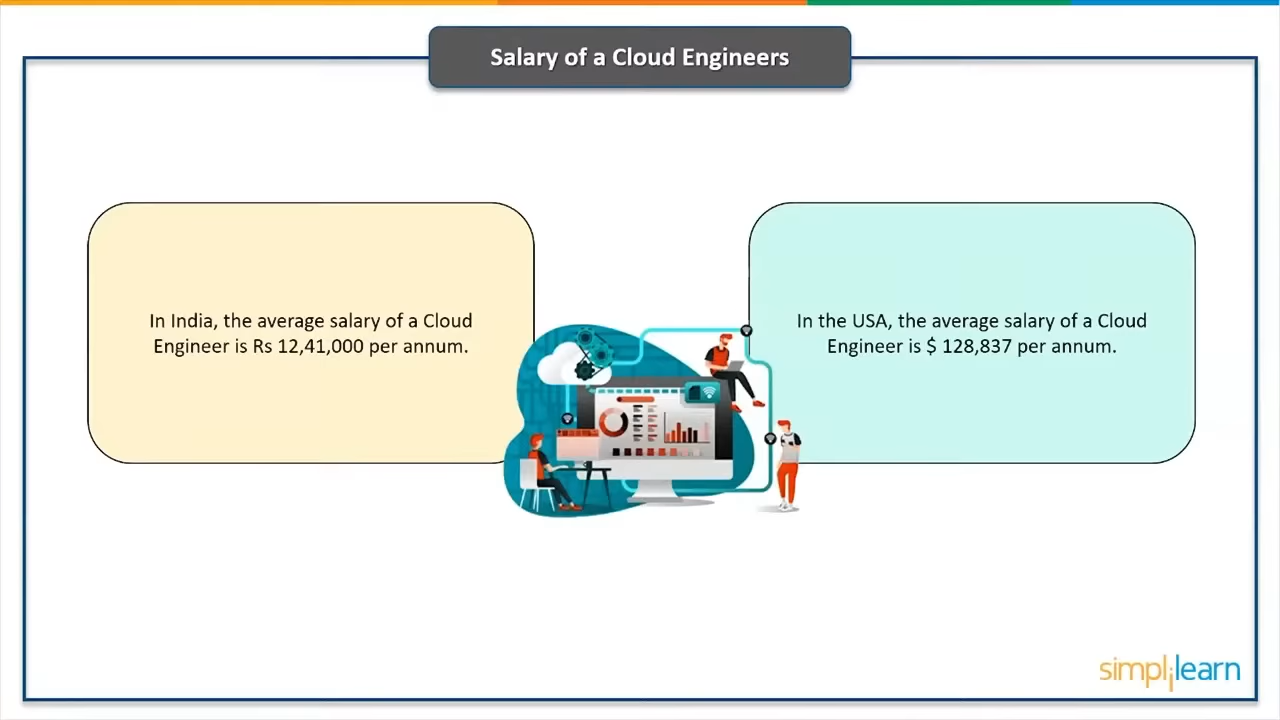 Salary of a Cloud Engineers
In India, the average salary of a Cloud
Engineer is Rs 12,41,000 per annum.
In the USA, the average salary of a Cloud
Engineer is $ 128,837 per annum.
simplilearn